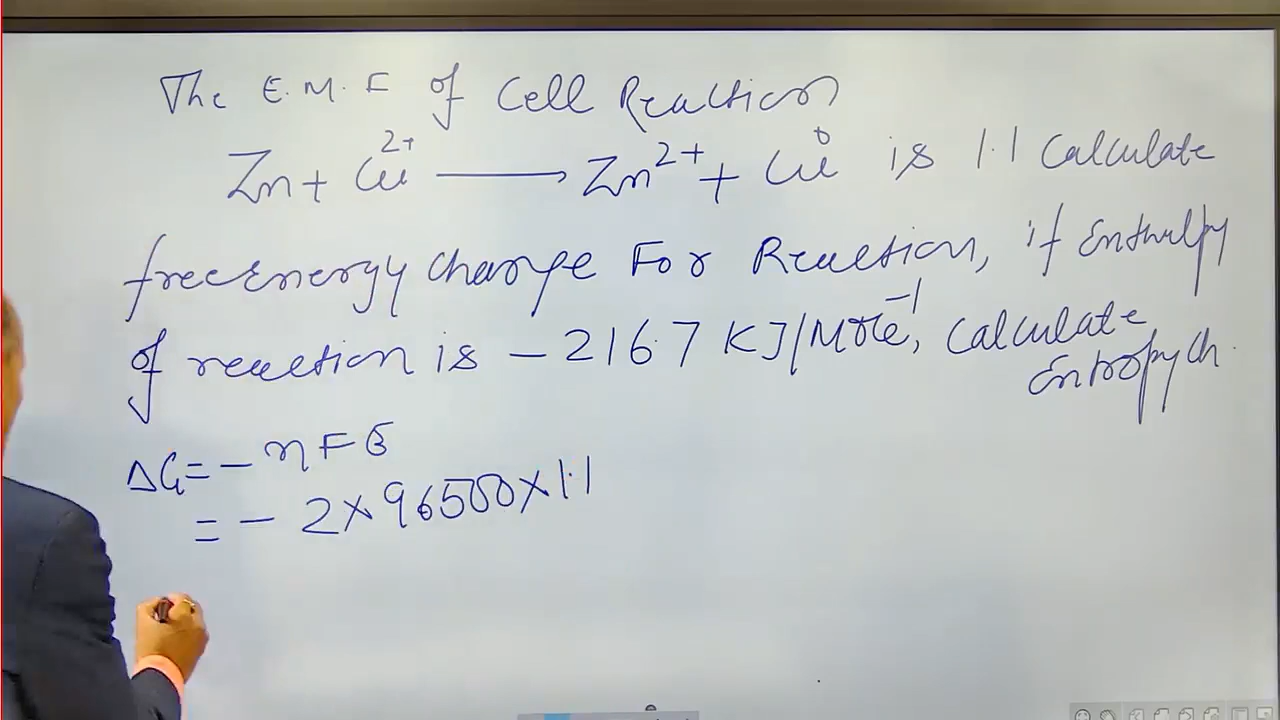 The E.M.F of Cell Reaction
Zn + Cu²⁺ ⟶ Zn²⁺ + Cu⁰ is 1.1 Calculate
free Energy Change For Reaction, if Enthalpy
of reaction is – 216.7 KJ/Mole⁻¹, Calculate
Entropy Ch.
ΔG = – nFE
= – 2×96500×1.1